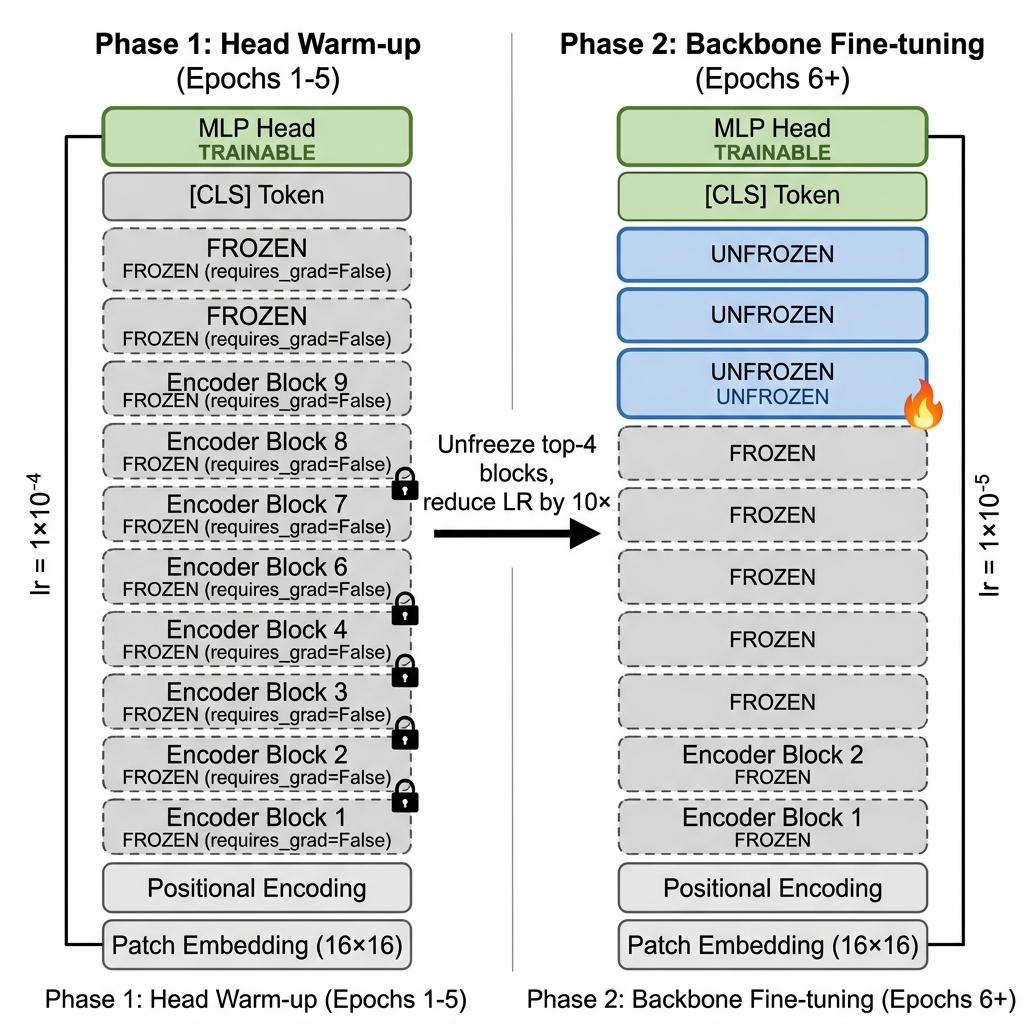 Phase 1: Head Warm-up
(Epochs 1-5)
MLP Head
TRAINABLE
[CLS] Token
FROZEN
FROZEN (requires_grad=False)
FROZEN
FROZEN (requires_grad=False)
Encoder Block 9
FROZEN (requires_grad=False)
Encoder Block 8
FROZEN (requires_grad=False)
Encoder Block 7
FROZEN (requires_grad=False)
Encoder Block 6
FROZEN (requires_grad=False)
Encoder Block 4
FROZEN (requires_grad=False)
Encoder Block 3
FROZEN (requires_grad=False)
Encoder Block 2
FROZEN (requires_grad=False)
Encoder Block 1
FROZEN (requires_grad=False)
Positional Encoding
Patch Embedding (16×16)
lr = 1×10⁻⁴
Phase 1: Head Warm-up (Epochs 1-5)
Unfreeze top-4
blocks,
reduce LR by 10×
Phase 2: Backbone Fine-tuning
(Epochs 6+)
MLP Head
TRAINABLE
[CLS] Token
UNFROZEN
UNFROZEN
UNFROZEN
UNFROZEN
FROZEN
FROZEN
FROZEN
FROZEN
FROZEN
Encoder Block 2
FROZEN
Encoder Block 1
FROZEN
Positional Encoding
Patch Embedding (16×16)
lr = 1×10⁻⁵
Phase 2: Backbone Fine-tuning (Epochs 6+)